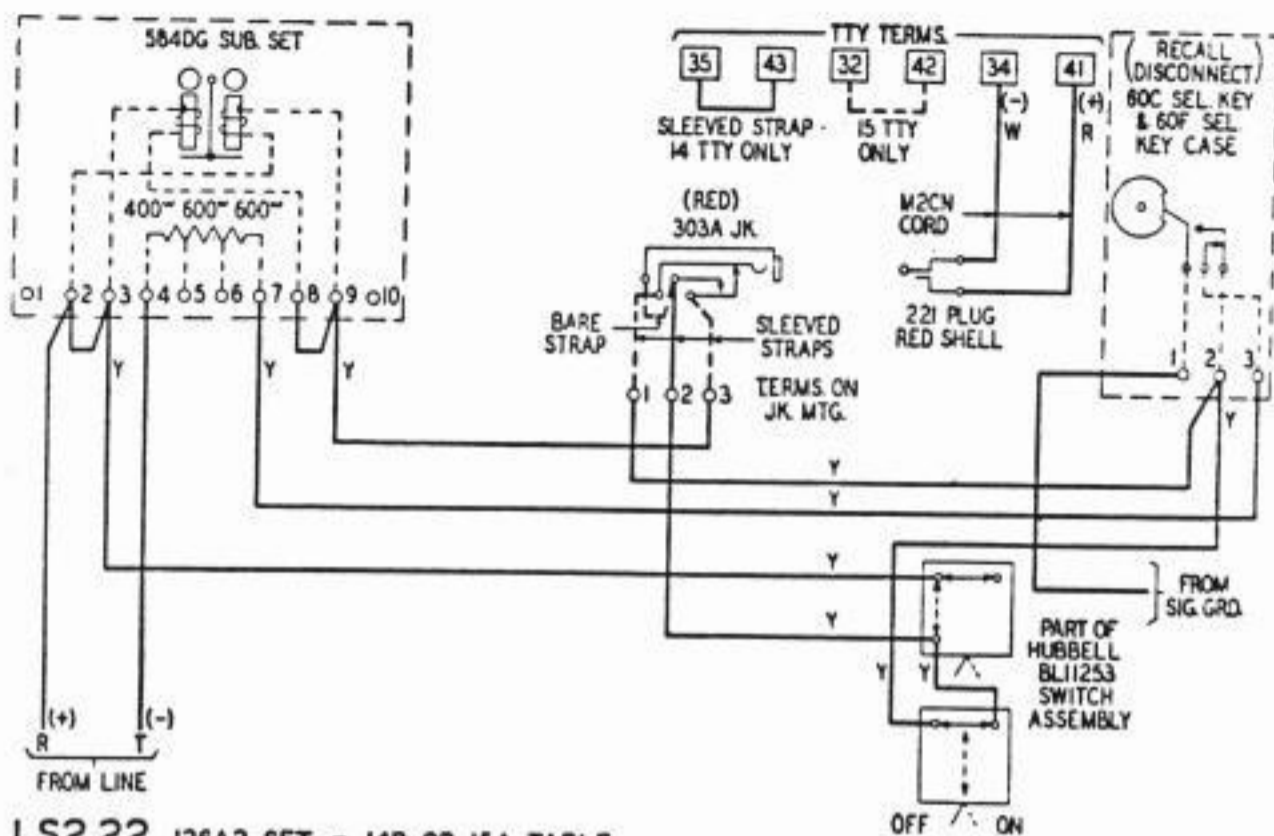 584DG SUB. SET
400~ 600~ 600~
1 2 3 4 5 6 7 8 9 10
Y Y Y
(+) (-)
R T
FROM LINE
TTY TERMS.
35 43 32 42 34 41
(-) (+)
W R
SLEEVED STRAP -
14 TTY ONLY
15 TTY
ONLY
(RED)
303A JK.
M2CN
CORD
BARE
STRAP
SLEEVED
STRAPS
221 PLUG
RED SHELL
1 2 3
TERMS. ON
JK. MTG.
(RECALL
DISCONNECT)
60C SEL. KEY
& 60F SEL.
KEY CASE
1 2 3
Y
Y
Y
Y
Y
Y Y
FROM
SIG. GRD.
PART OF
HUBBELL
BL11253
SWITCH
ASSEMBLY
OFF ON